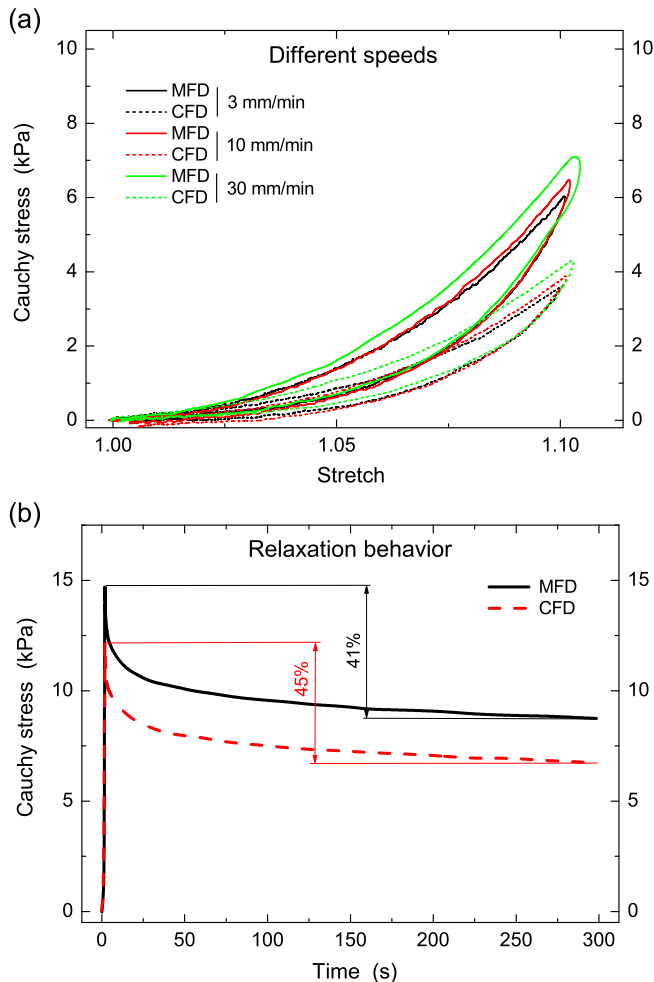 (a)
Different speeds
MFD
CFD
3 mm/min
MFD
CFD
10 mm/min
MFD
CFD
30 mm/min
Cauchy stress (kPa)
10
8
6
4
2
0
10
8
6
4
2
0
1.00 1.05 1.10
Stretch
(b)
Relaxation behavior
MFD
CFD
41%
45%
Cauchy stress (kPa)
15
10
5
0
15
10
5
0
0 50 100 150 200 250 300
Time (s)